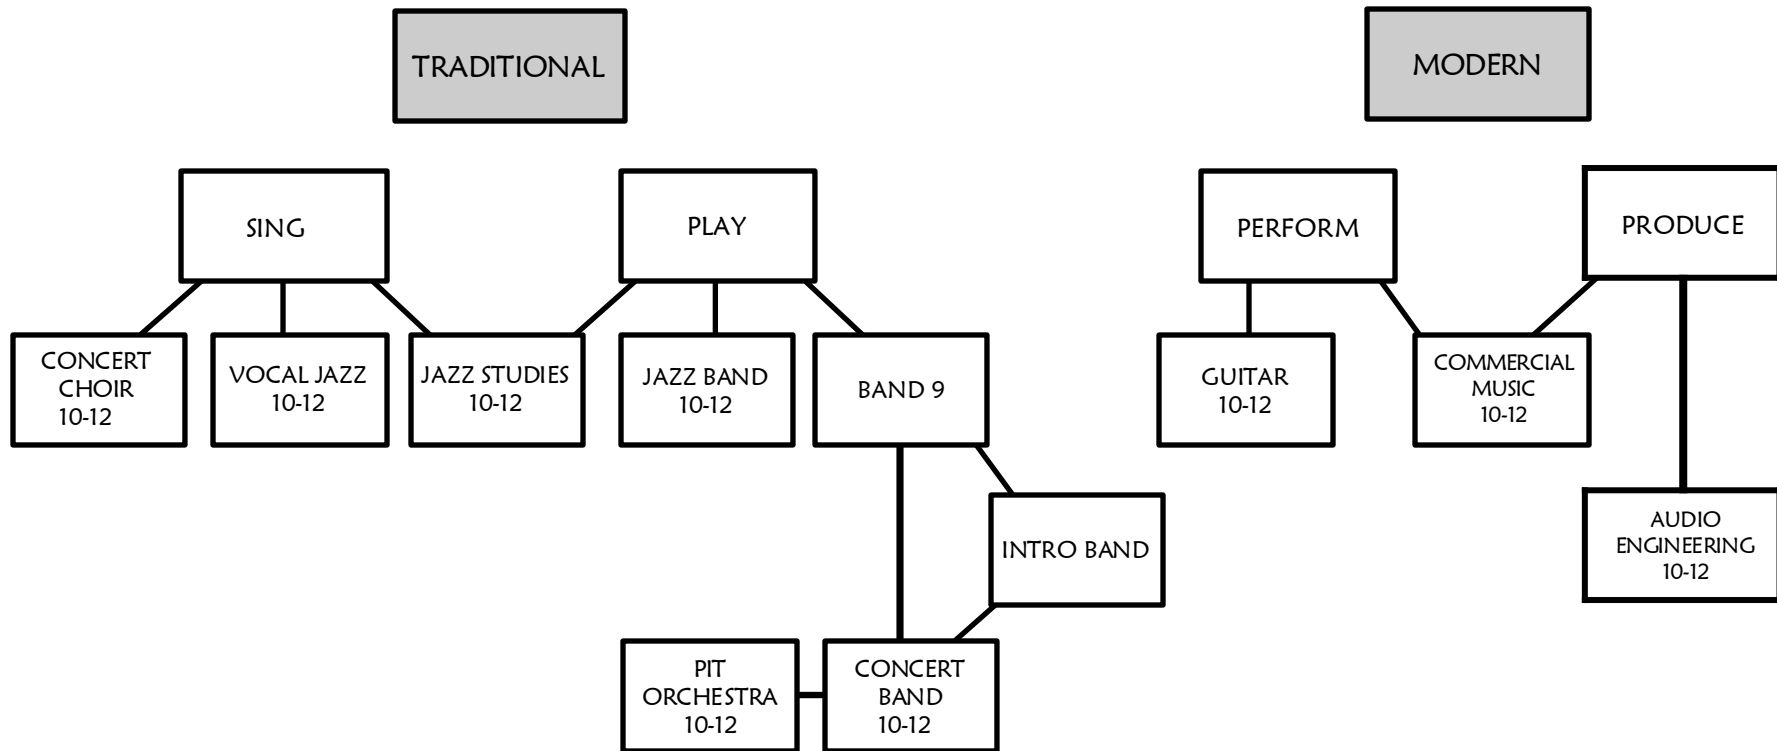 TRADITIONAL
MODERN
SING
PLAY
PERFORM
PRODUCE
CONCERT
CHOIR
10-12
VOCAL JAZZ
10-12
JAZZ STUDIES
10-12
JAZZ BAND
10-12
BAND 9
GUITAR
10-12
COMMERCIAL
MUSIC
10-12
INTRO BAND
AUDIO
ENGINEERING
10-12
PIT
ORCHESTRA
10-12
CONCERT
BAND
10-12